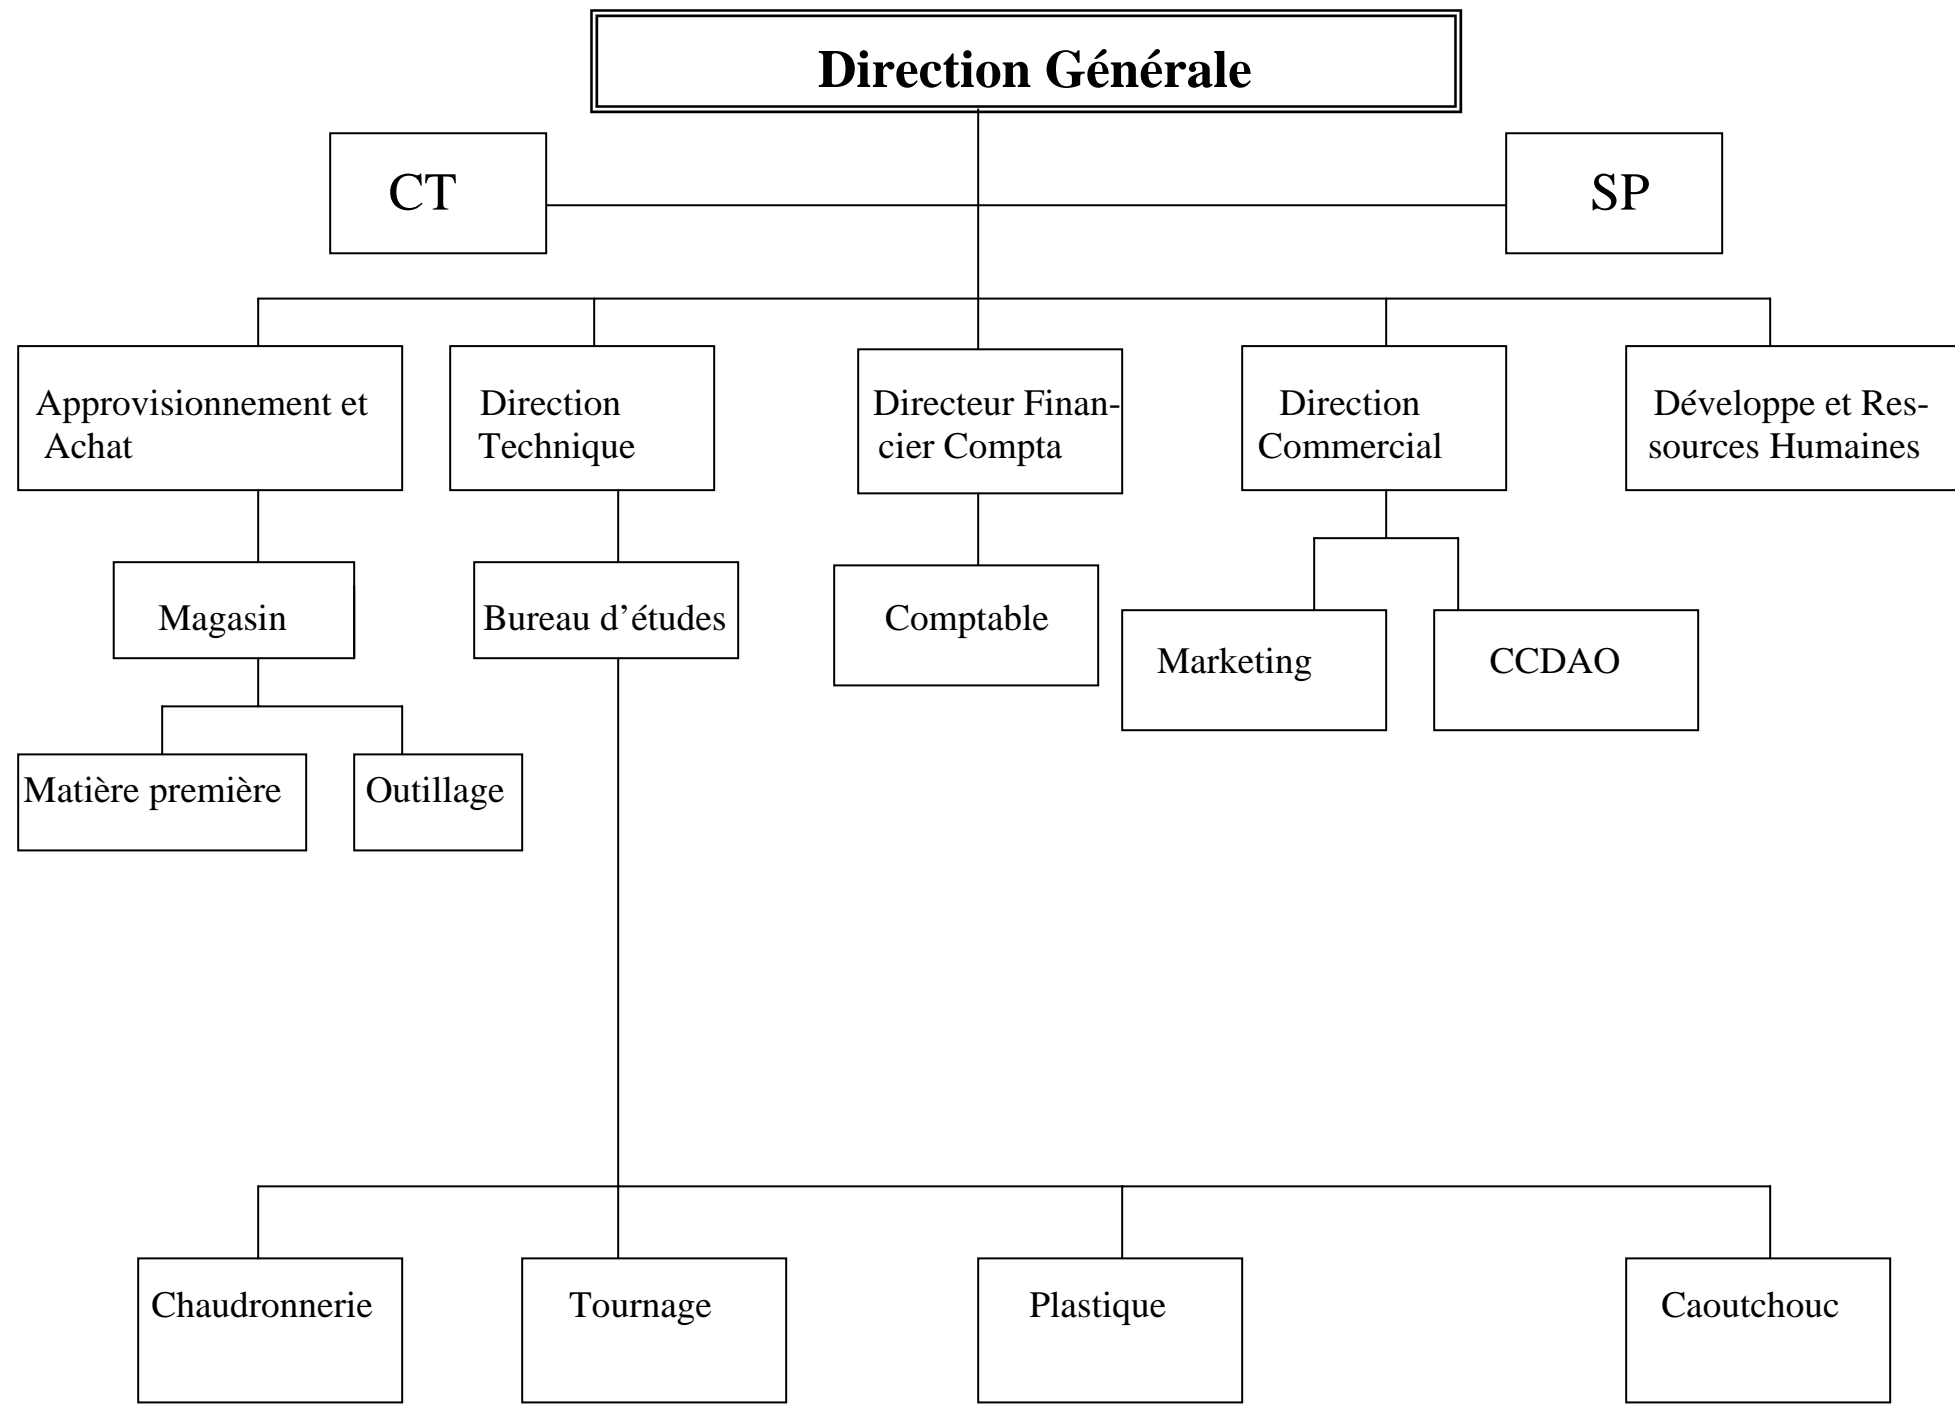 Direction Générale
CT
SP
Approvisionnement et
Achat
Direction
Technique
Directeur Finan-
cier Compta
Direction
Commercial
Développe et Res-
sources Humaines
Magasin
Bureau d’études
Comptable
Marketing
CCDAO
Matière première
Outillage
Chaudronnerie
Tournage
Plastique
Caoutchouc